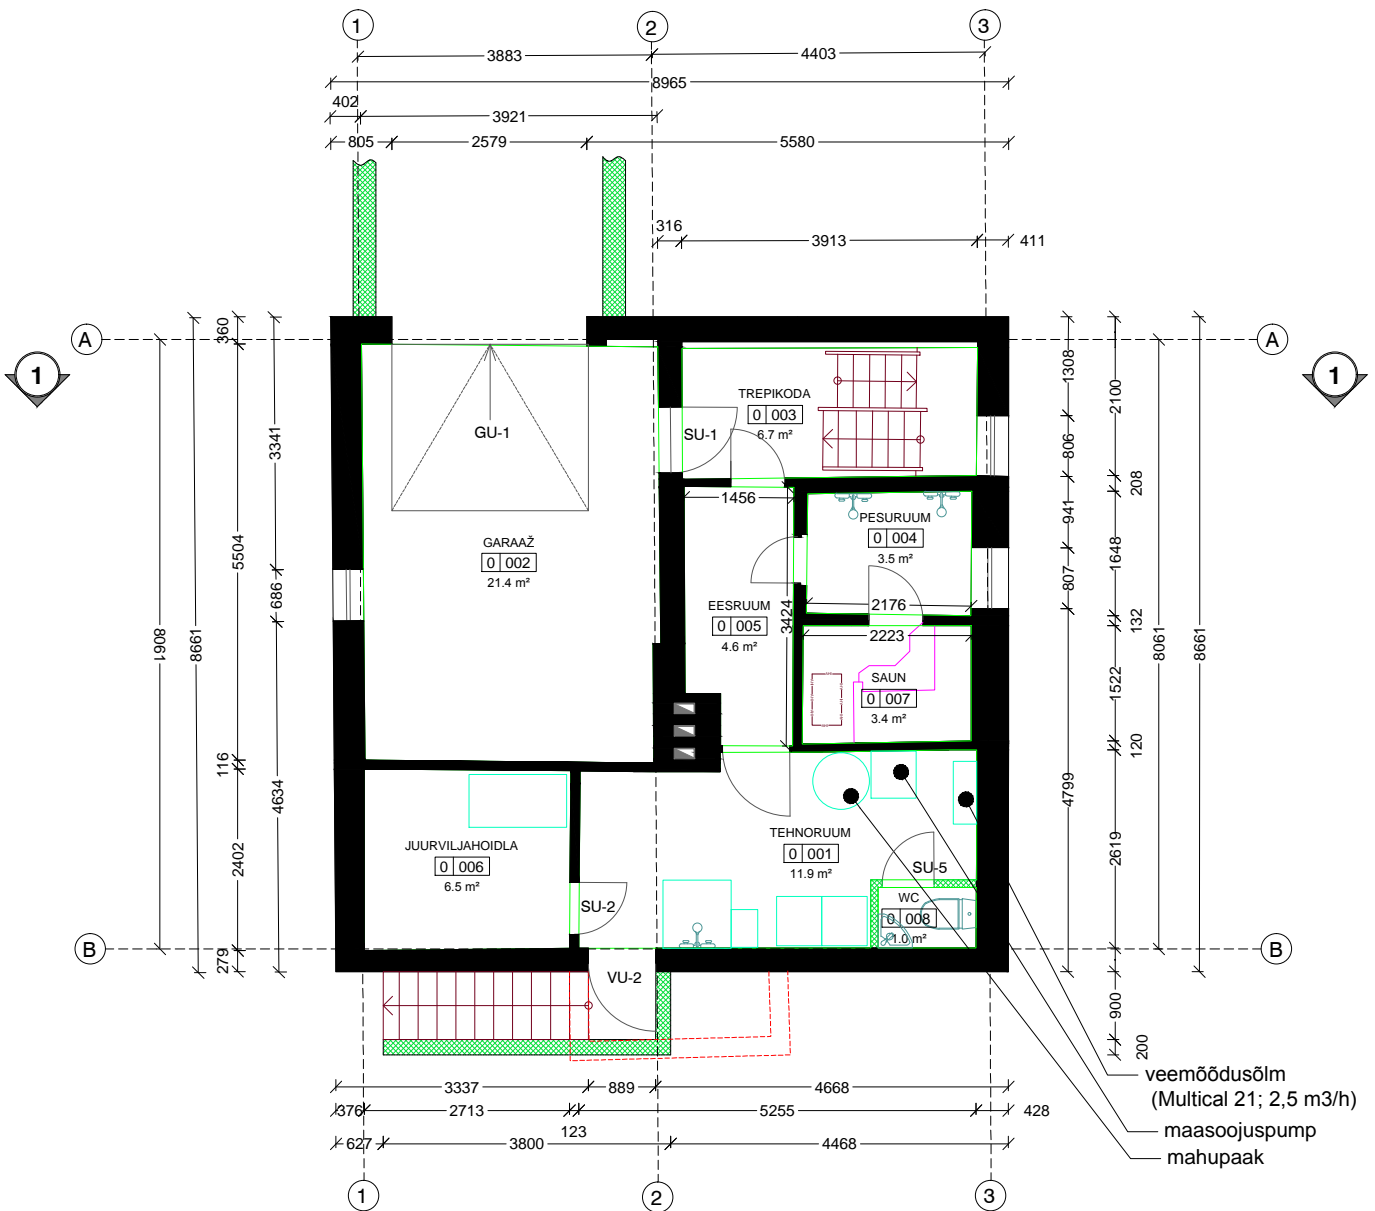 1
2
3
3883
4403
8965
402
3921
805
2579
5580
316
3913
411
A
A
1
1
360
3341
5504
686
8061
8661
116
4634
2402
279
B
B
1308
2100
806
208
941
1648
807
132
8061
8661
1522
120
4799
2619
900
200
GU-1
GARAAŽ
0 002
21.4 m²
TREPIKODA
0 003
6.7 m²
SU-1
1456
PESURUUM
0 004
3.5 m²
2176
EESRUUM
0 005
4.6 m²
3424
2223
SAUN
0 007
3.4 m²
JUURVILJAHOIDLA
0 006
6.5 m²
SU-2
TEHNORUUM
0 001
11.9 m²
SU-5
WC
0 008
1.0 m²
VU-2
veemõõdusõlm
(Multical 21; 2,5 m3/h)
maasoojuspump
mahupaak
3337
889
4668
376
2713
5255
428
123
627
3800
4468
1
2
3